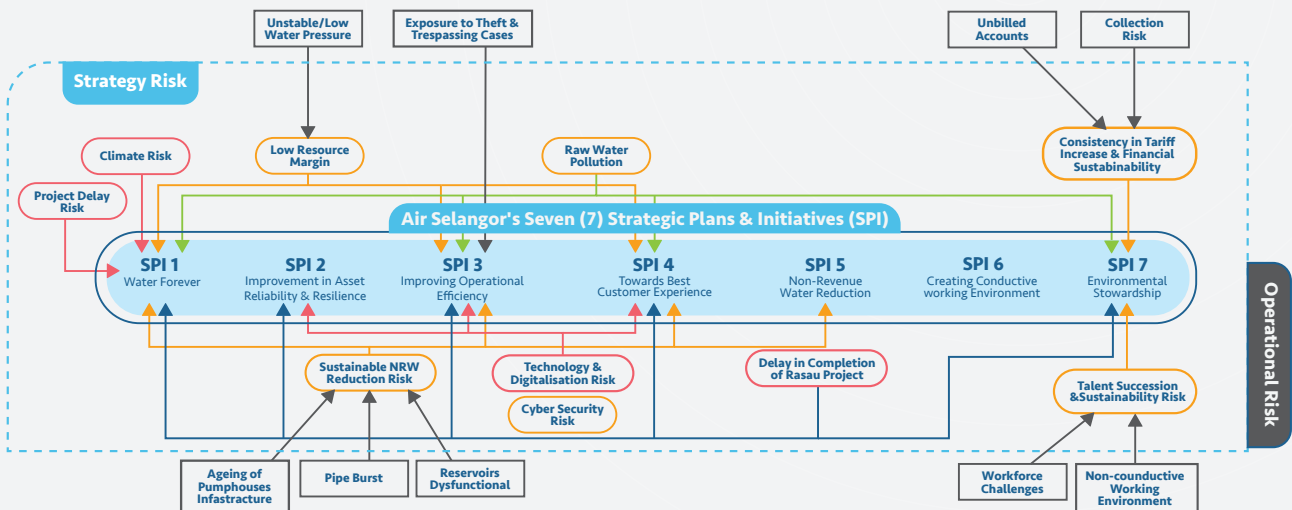 Unstable/Low
Water Pressure
Exposure to Theft &
Trespassing Cases
Unbilled
Accounts
Collection
Risk
Strategy Risk
Climate Risk
Low Resource
Margin
Raw Water
Pollution
Consistency in Tariff
Increase & Financial
Sustabinability
Project Delay
Risk
Air Selangor's Seven (7) Strategic Plans & Initiatives (SPI)
SPI 1
Water Forever
SPI 2
Improvement in Asset
Reliability & Resilience
SPI 3
Improving Operational
Efficiency
SPI 4
Towards Best
Customer Experience
SPI 5
Non-Revenue
Water Reduction
SPI 6
Creating Conductive
working Environment
SPI 7
Environmental
Stowardship
Operational Risk
Sustainable NRW
Reduction Risk
Technology &
Digitalisation Risk
Delay in Completion
of Rasau Project
Cyber Security
Risk
Talent Succession
&Sustainability Risk
Ageing of
Pumphouses
Infastracture
Pipe Burst
Reservoirs
Dysfunctional
Workforce
Challenges
Non-counductive
Working
Environment